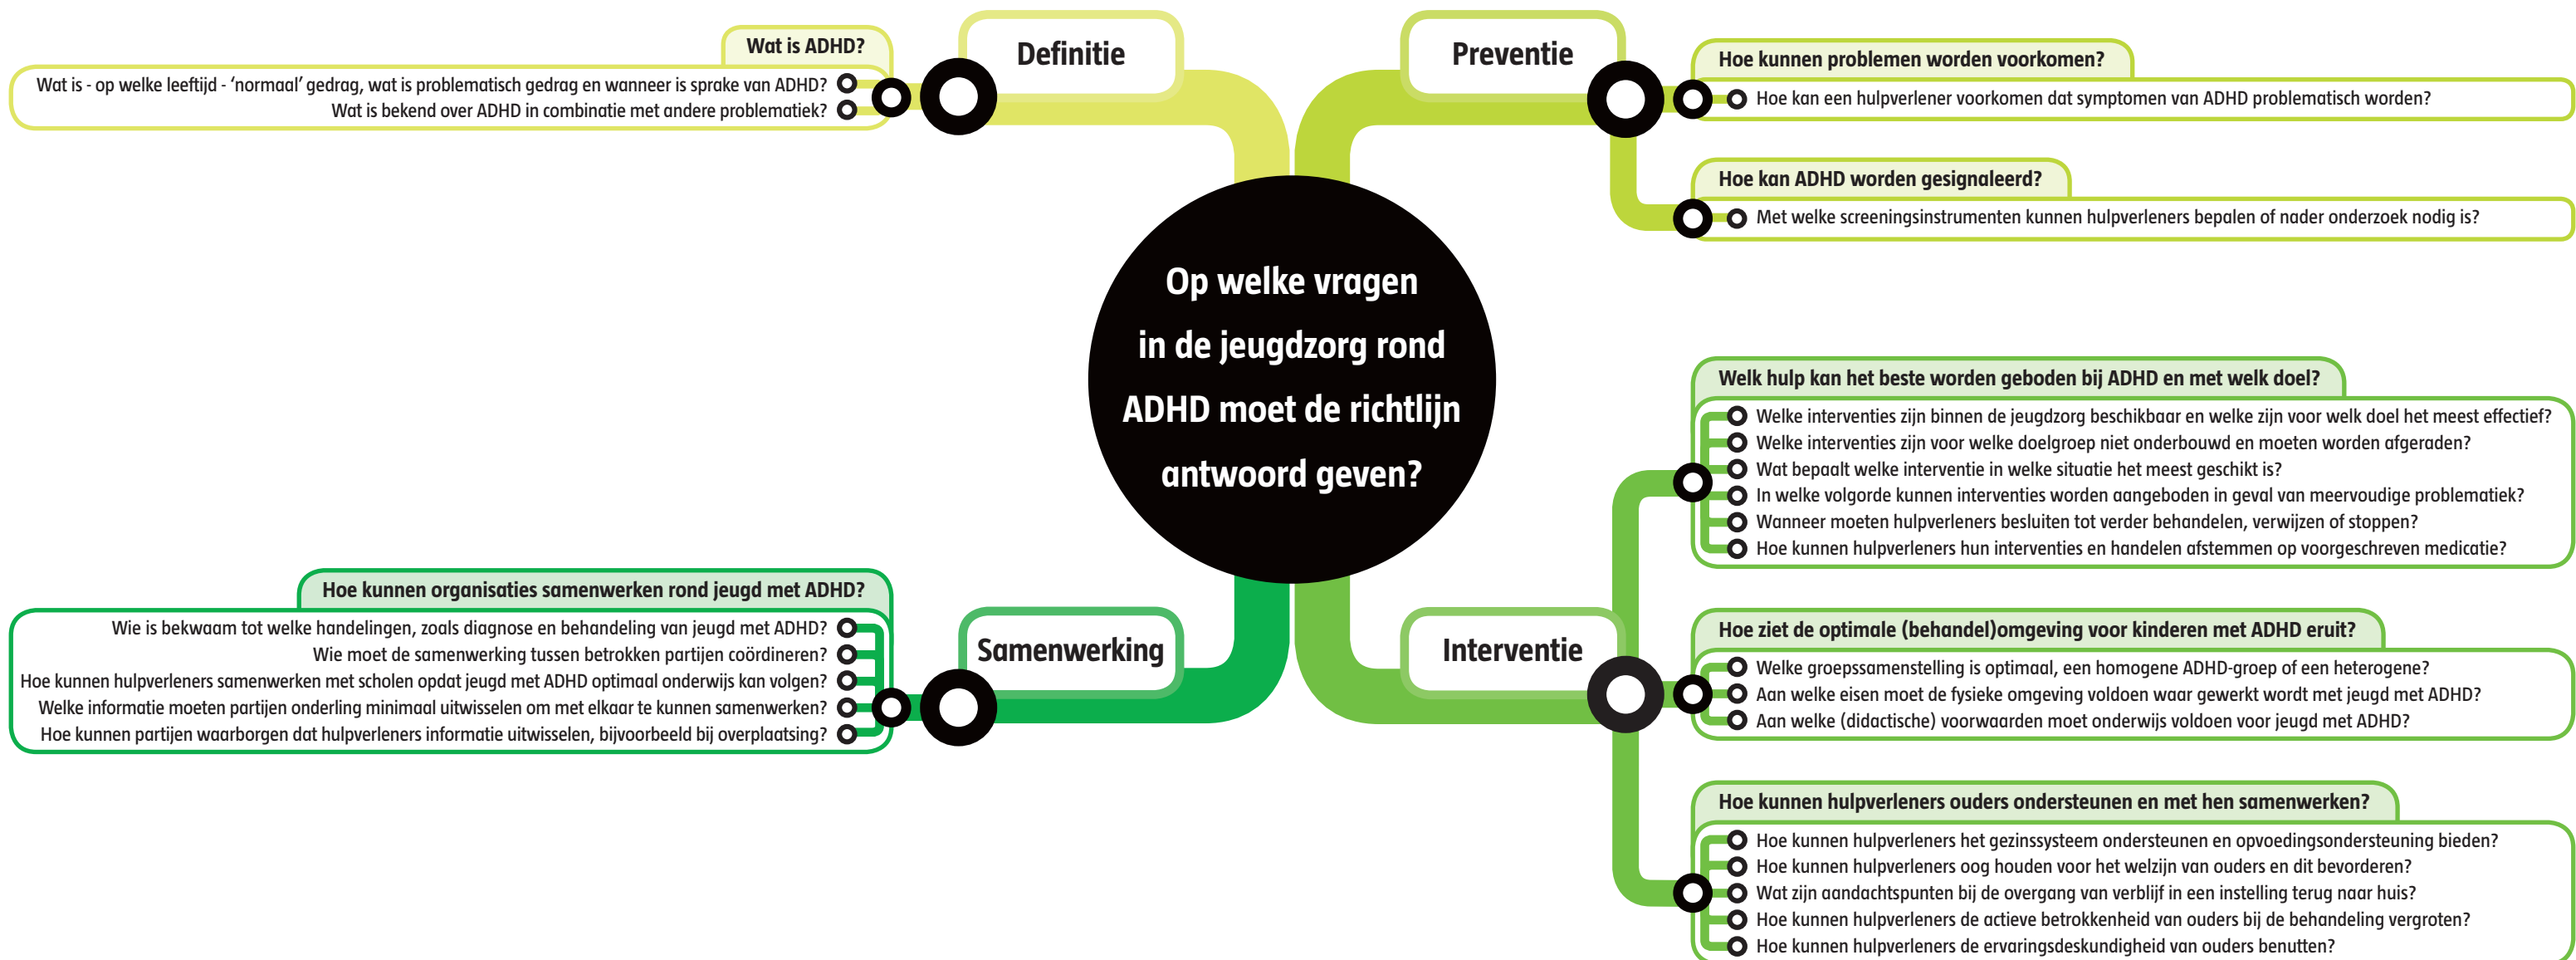 Op welke vragen
in de jeugdzorg rond
ADHD moet de richtlijn
antwoord geven?
Definitie
Wat is ADHD?
Wat is - op welke leeftijd - ‘normaal’ gedrag, wat is problematisch gedrag en wanneer is sprake van ADHD?
Wat is bekend over ADHD in combinatie met andere problematiek?
Preventie
Hoe kunnen problemen worden voorkomen?
Hoe kan een hulpverlener voorkomen dat symptomen van ADHD problematisch worden?
Hoe kan ADHD worden gesignaleerd?
Met welke screeningsinstrumenten kunnen hulpverleners bepalen of nader onderzoek nodig is?
Interventie
Welk hulp kan het beste worden geboden bij ADHD en met welk doel?
Welke interventies zijn binnen de jeugdzorg beschikbaar en welke zijn voor welk doel het meest effectief?
Welke interventies zijn voor welke doelgroep niet onderbouwd en moeten worden afgeraden?
Wat bepaalt welke interventie in welke situatie het meest geschikt is?
In welke volgorde kunnen interventies worden aangeboden in geval van meervoudige problematiek?
Wanneer moeten hulpverleners besluiten tot verder behandelen, verwijzen of stoppen?
Hoe kunnen hulpverleners hun interventies en handelen afstemmen op voorgeschreven medicatie?
Hoe ziet de optimale (behandel)omgeving voor kinderen met ADHD eruit?
Welke groepssamenstelling is optimaal, een homogene ADHD-groep of een heterogene?
Aan welke eisen moet de fysieke omgeving voldoen waar gewerkt wordt met jeugd met ADHD?
Aan welke (didactische) voorwaarden moet onderwijs voldoen voor jeugd met ADHD?
Hoe kunnen hulpverleners ouders ondersteunen en met hen samenwerken?
Hoe kunnen hulpverleners het gezinssysteem ondersteunen en opvoedingsondersteuning bieden?
Hoe kunnen hulpverleners oog houden voor het welzijn van ouders en dit bevorderen?
Wat zijn aandachtspunten bij de overgang van verblijf in een instelling terug naar huis?
Hoe kunnen hulpverleners de actieve betrokkenheid van ouders bij de behandeling vergroten?
Hoe kunnen hulpverleners de ervaringsdeskundigheid van ouders benutten?
Samenwerking
Hoe kunnen organisaties samenwerken rond jeugd met ADHD?
Wie is bekwaam tot welke handelingen, zoals diagnose en behandeling van jeugd met ADHD?
Wie moet de samenwerking tussen betrokken partijen coördineren?
Hoe kunnen hulpverleners samenwerken met scholen opdat jeugd met ADHD optimaal onderwijs kan volgen?
Welke informatie moeten partijen onderling minimaal uitwisselen om met elkaar te kunnen samenwerken?
Hoe kunnen partijen waarborgen dat hulpverleners informatie uitwisselen, bijvoorbeeld bij overplaatsing?